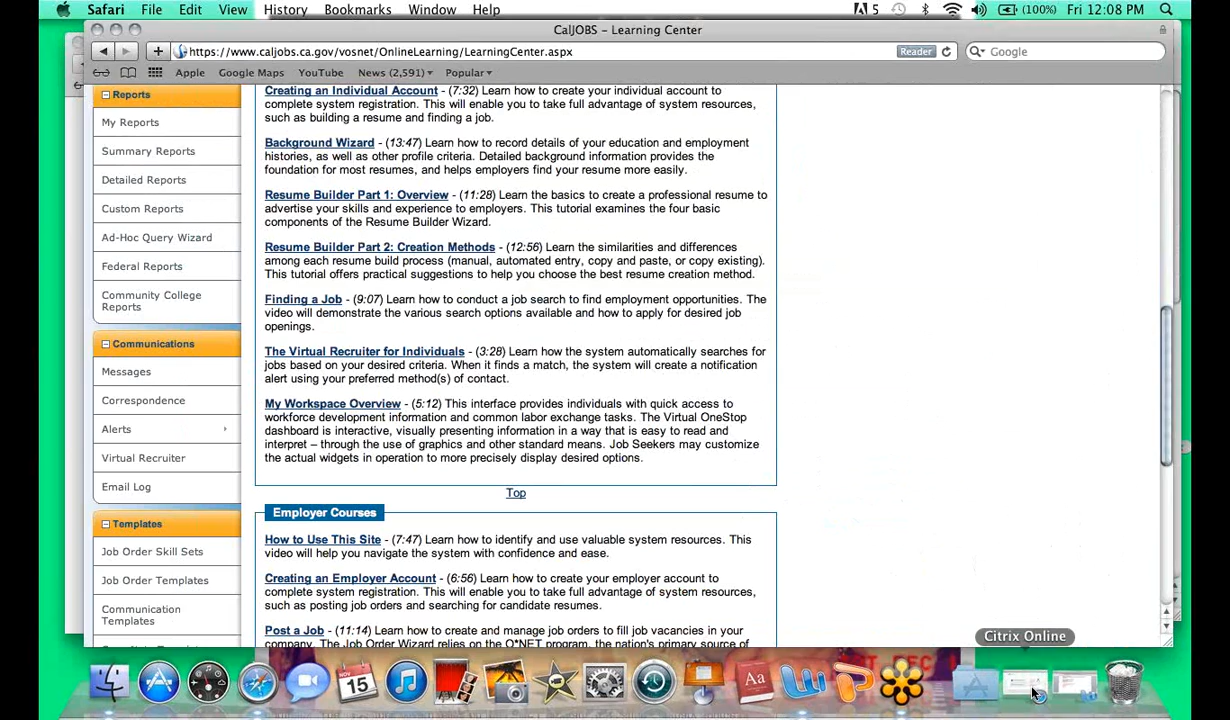 Safari File Edit View History Bookmarks Window Help 5 (100%) Fri 12:08 PM
CalJOBS – Learning Center
https://www.caljobs.ca.gov/vosnet/OnlineLearning/LearningCenter.aspx Reader Google
Apple Google Maps YouTube News (2,591) Popular
Reports
My Reports
Summary Reports
Detailed Reports
Custom Reports
Ad-Hoc Query Wizard
Federal Reports
Community College
Reports
Communications
Messages
Correspondence
Alerts
Virtual Recruiter
Email Log
Templates
Job Order Skill Sets
Job Order Templates
Communication
Templates
Creating an Individual Account - (7:32) Learn how to create your individual account to
complete system registration. This will enable you to take full advantage of system resources,
such as building a resume and finding a job.
Background Wizard - (13:47) Learn how to record details of your education and employment
histories, as well as other profile criteria. Detailed background information provides the
foundation for most resumes, and helps employers find your resume more easily.
Resume Builder Part 1: Overview - (11:28) Learn the basics to create a professional resume to
advertise your skills and experience to employers. This tutorial examines the four basic
components of the Resume Builder Wizard.
Resume Builder Part 2: Creation Methods - (12:56) Learn the similarities and differences
among each resume build process (manual, automated entry, copy and paste, or copy existing).
This tutorial offers practical suggestions to help you choose the best resume creation method.
Finding a Job - (9:07) Learn how to conduct a job search to find employment opportunities. The
video will demonstrate the various search options available and how to apply for desired job
openings.
The Virtual Recruiter for Individuals - (3:28) Learn how the system automatically searches for
jobs based on your desired criteria. When it finds a match, the system will create a notification
alert using your preferred method(s) of contact.
My Workspace Overview - (5:12) This interface provides individuals with quick access to
workforce development information and common labor exchange tasks. The Virtual OneStop
dashboard is interactive, visually presenting information in a way that is easy to read and
interpret – through the use of graphics and other standard means. Job Seekers may customize
the actual widgets in operation to more precisely display desired options.
Top
Employer Courses
How to Use This Site - (7:47) Learn how to identify and use valuable system resources. This
video will help you navigate the system with confidence and ease.
Creating an Employer Account - (6:56) Learn how to create your employer account to
complete system registration. This will enable you to take full advantage of system resources,
such as posting job orders and searching for candidate resumes.
Post a Job - (11:14) Learn how to create and manage job orders to fill job vacancies in your
company. The Job Order Wizard relies on the O*NET program, the nation's primary source of
Citrix Online
NOV
15
Aa